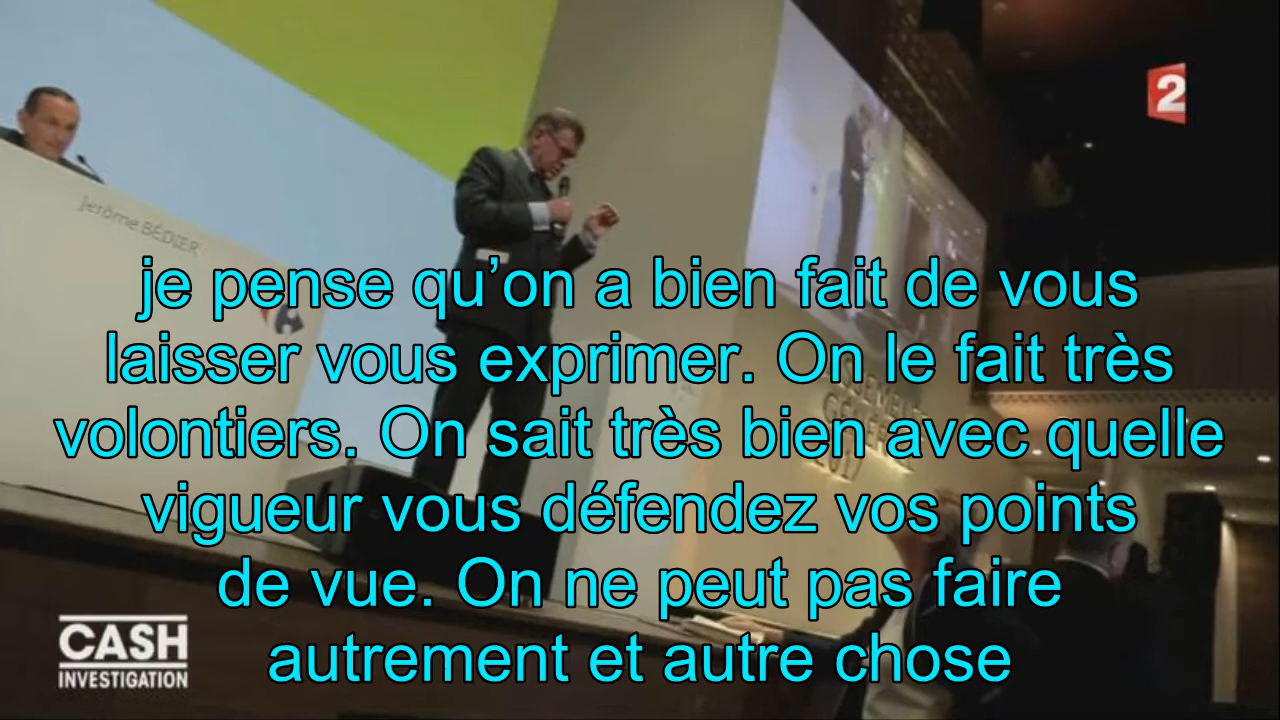 2
Jérôme BÉDIER
je pense qu’on a bien fait de vous
laisser vous exprimer. On le fait très
volontiers. On sait très bien avec quelle
vigueur vous défendez vos points
de vue. On ne peut pas faire
autrement et autre chose
CASH
INVESTIGATION